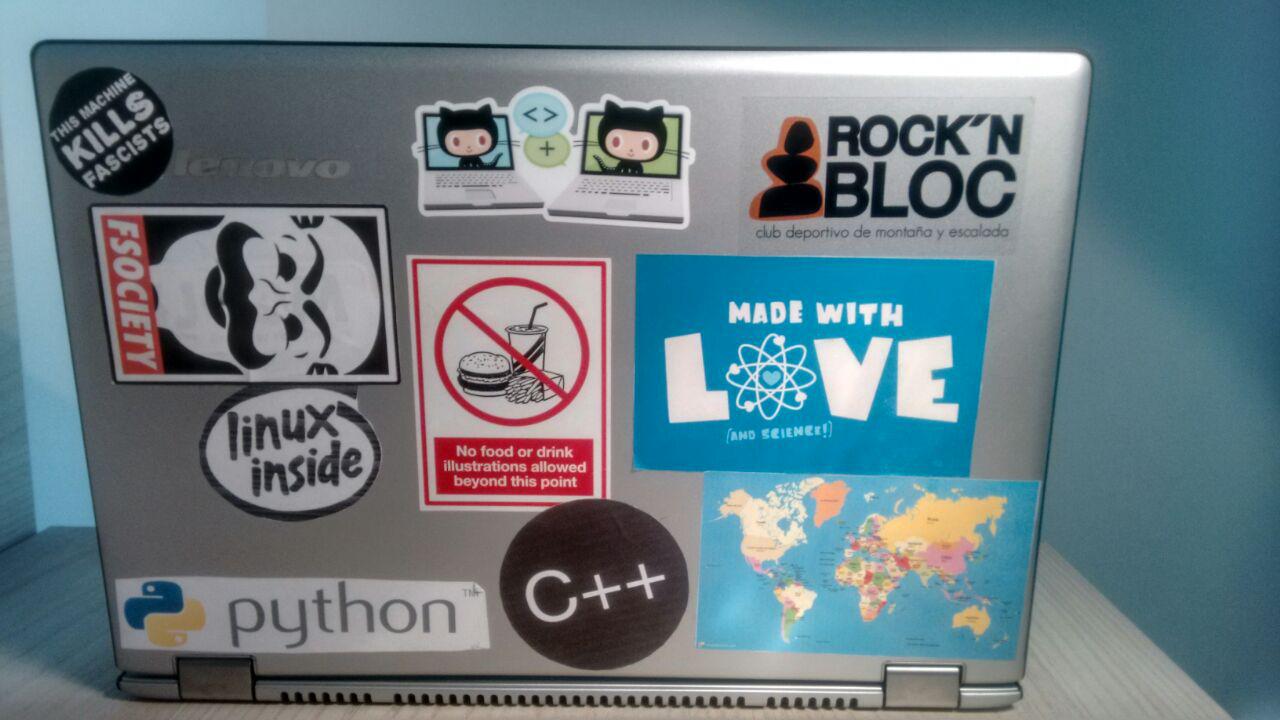 THIS MACHINE
KILLS
FASCISTS
lenovo
<>
+
ROCK'N
BLOC
club deportivo de montaña y escalada
FSOCIETY
MADE WITH
LOVE
(AND SCIENCE!)
No food or drink
illustrations allowed
beyond this point
linux
inside
python
TM
C++